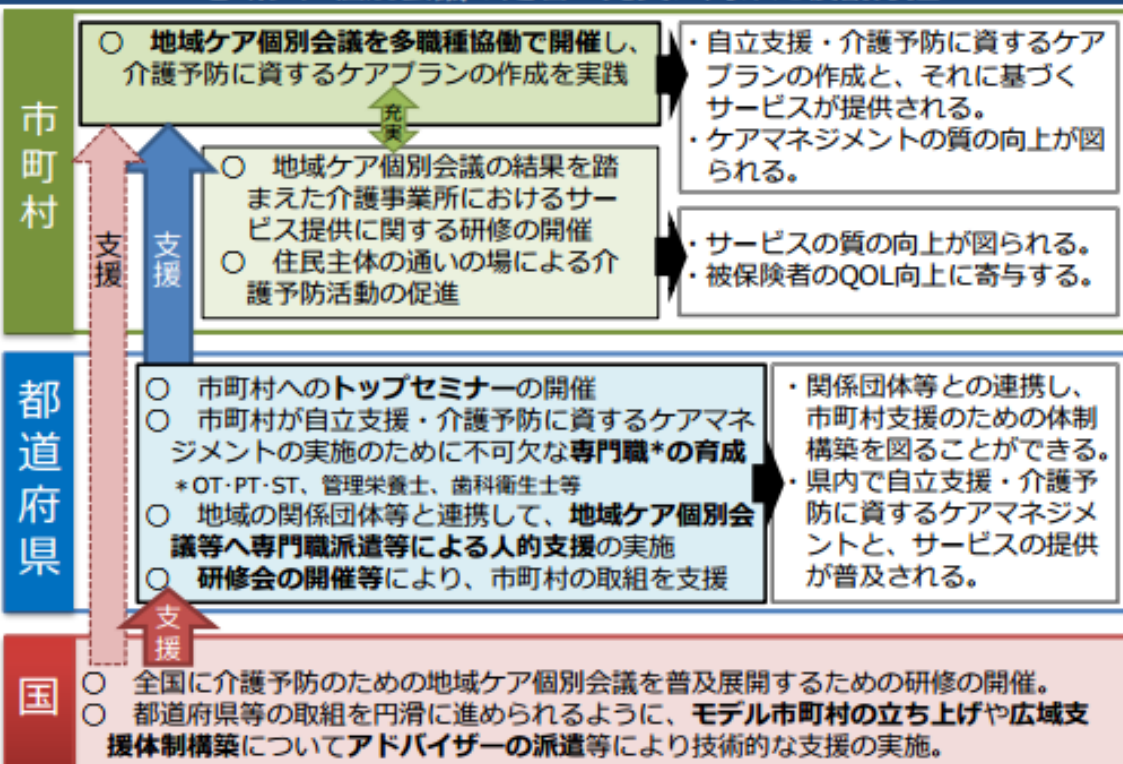 市町村
○ 地域ケア個別会議を多職種協働で開催し、
介護予防に資するケアプランの作成を実践
充実
○ 地域ケア個別会議の結果を踏
まえた介護事業所におけるサー
ビス提供に関する研修の開催
○ 住民主体の通いの場による介
護予防活動の促進
・自立支援・介護予防に資するケア
プランの作成と、それに基づく
サービスが提供される。
・ケアマネジメントの質の向上が図
られる。
・サービスの質の向上が図られる。
・被保険者のQOL向上に寄与する。
支援
支援
都道府県
○ 市町村へのトップセミナーの開催
○ 市町村が自立支援・介護予防に資するケアマネ
ジメントの実施のために不可欠な専門職*の育成
*OT・PT・ST、管理栄養士、歯科衛生士等
○ 地域の関係団体等と連携して、地域ケア個別会
議等へ専門職派遣等による人的支援の実施
○ 研修会の開催等により、市町村の取組を支援
・関係団体等との連携し、
市町村支援のための体制
構築を図ることができる。
・県内で自立支援・介護予
防に資するケアマネジメ
ントと、サービスの提供
が普及される。
支援
国
○ 全国に介護予防のための地域ケア個別会議を普及展開するための研修の開催。
○ 都道府県等の取組を円滑に進められるように、モデル市町村の立ち上げや広域支
援体制構築についてアドバイザーの派遣等により技術的な支援の実施。